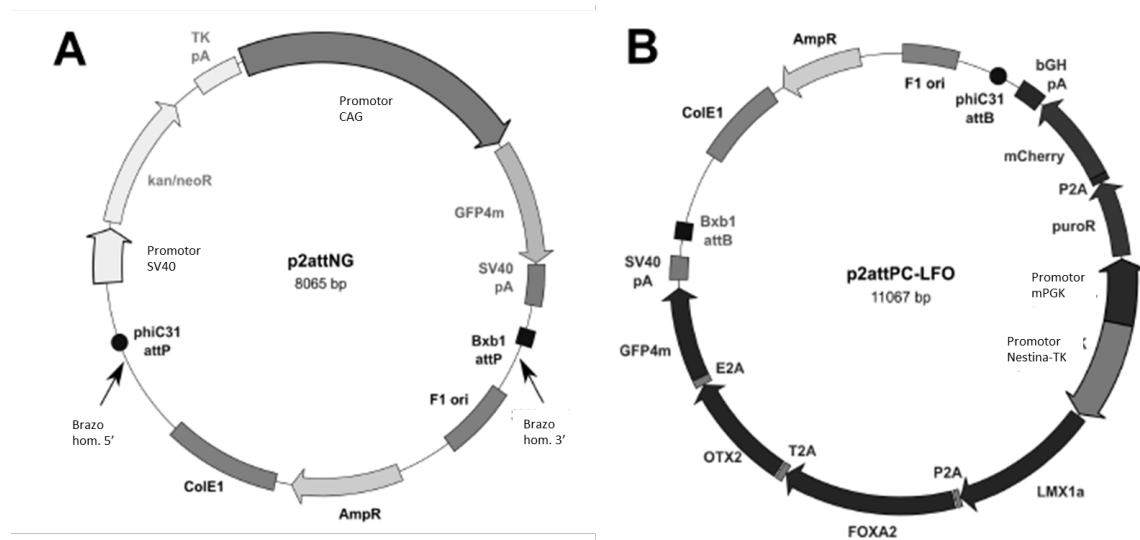 A
TK
pA
Promotor
CAG
kan/neoR
GFP4m
Promotor
SV40
p2attNG
8065 bp
SV40
pA
phiC31
attP
Bxb1
attP
Brazo
hom. 5'
F1 ori
Brazo
hom. 3'
ColE1
AmpR
B
AmpR
F1 ori
phiC31
attB
bGH
pA
ColE1
mCherry
P2A
puroR
Bxb1
attB
SV40
pA
p2attPC-LFO
11067 bp
Promotor
mPGK
Promotor
Nestina-TK
GFP4m
E2A
OTX2
T2A
P2A
LMX1a
FOXA2